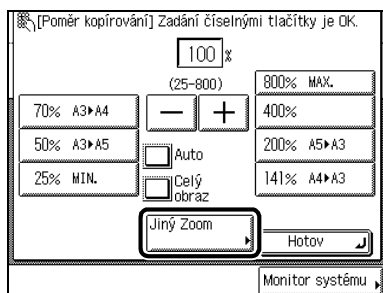 [Poměr kopírování] Zadání číselnými tlačítky je OK.
100 %
(25-800)
800% MAX.
70% A3▸A4
− +
400%
50% A3▸A5
Auto
200% A5▸A3
25% MIN.
Celý
obraz
141% A4▸A3
Jiný Zoom
Hotov
Monitor systému